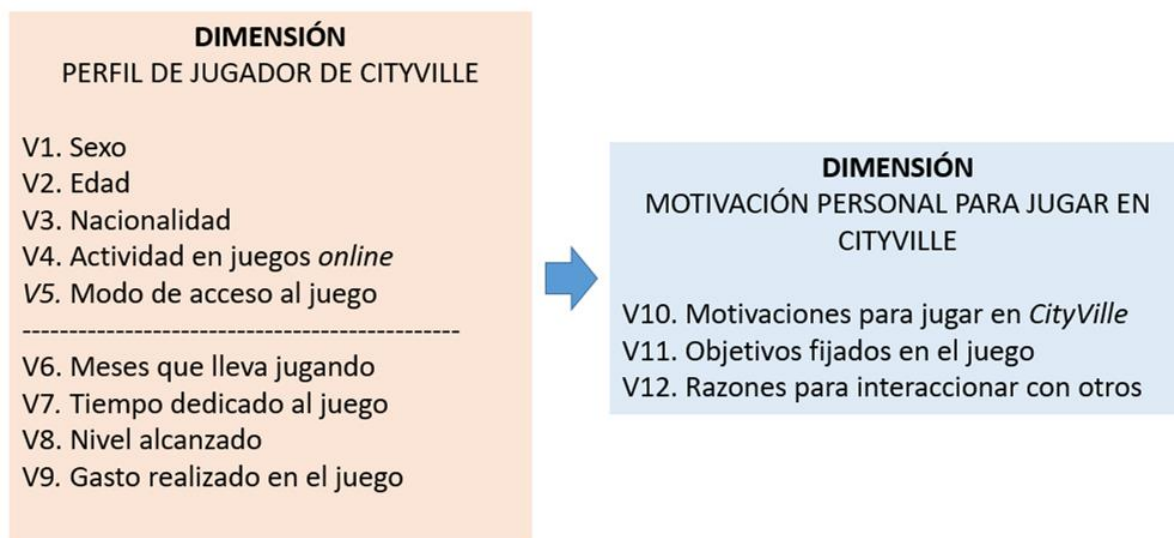 DIMENSIÓN
PERFIL DE JUGADOR DE CITYVILLE
V1. Sexo
V2. Edad
V3. Nacionalidad
V4. Actividad en juegos online
V5. Modo de acceso al juego
-----------------------------------------------
V6. Meses que lleva jugando
V7. Tiempo dedicado al juego
V8. Nivel alcanzado
V9. Gasto realizado en el juego
DIMENSIÓN
MOTIVACIÓN PERSONAL PARA JUGAR EN
CITYVILLE
V10. Motivaciones para jugar en CityVille
V11. Objetivos fijados en el juego
V12. Razones para interaccionar con otros